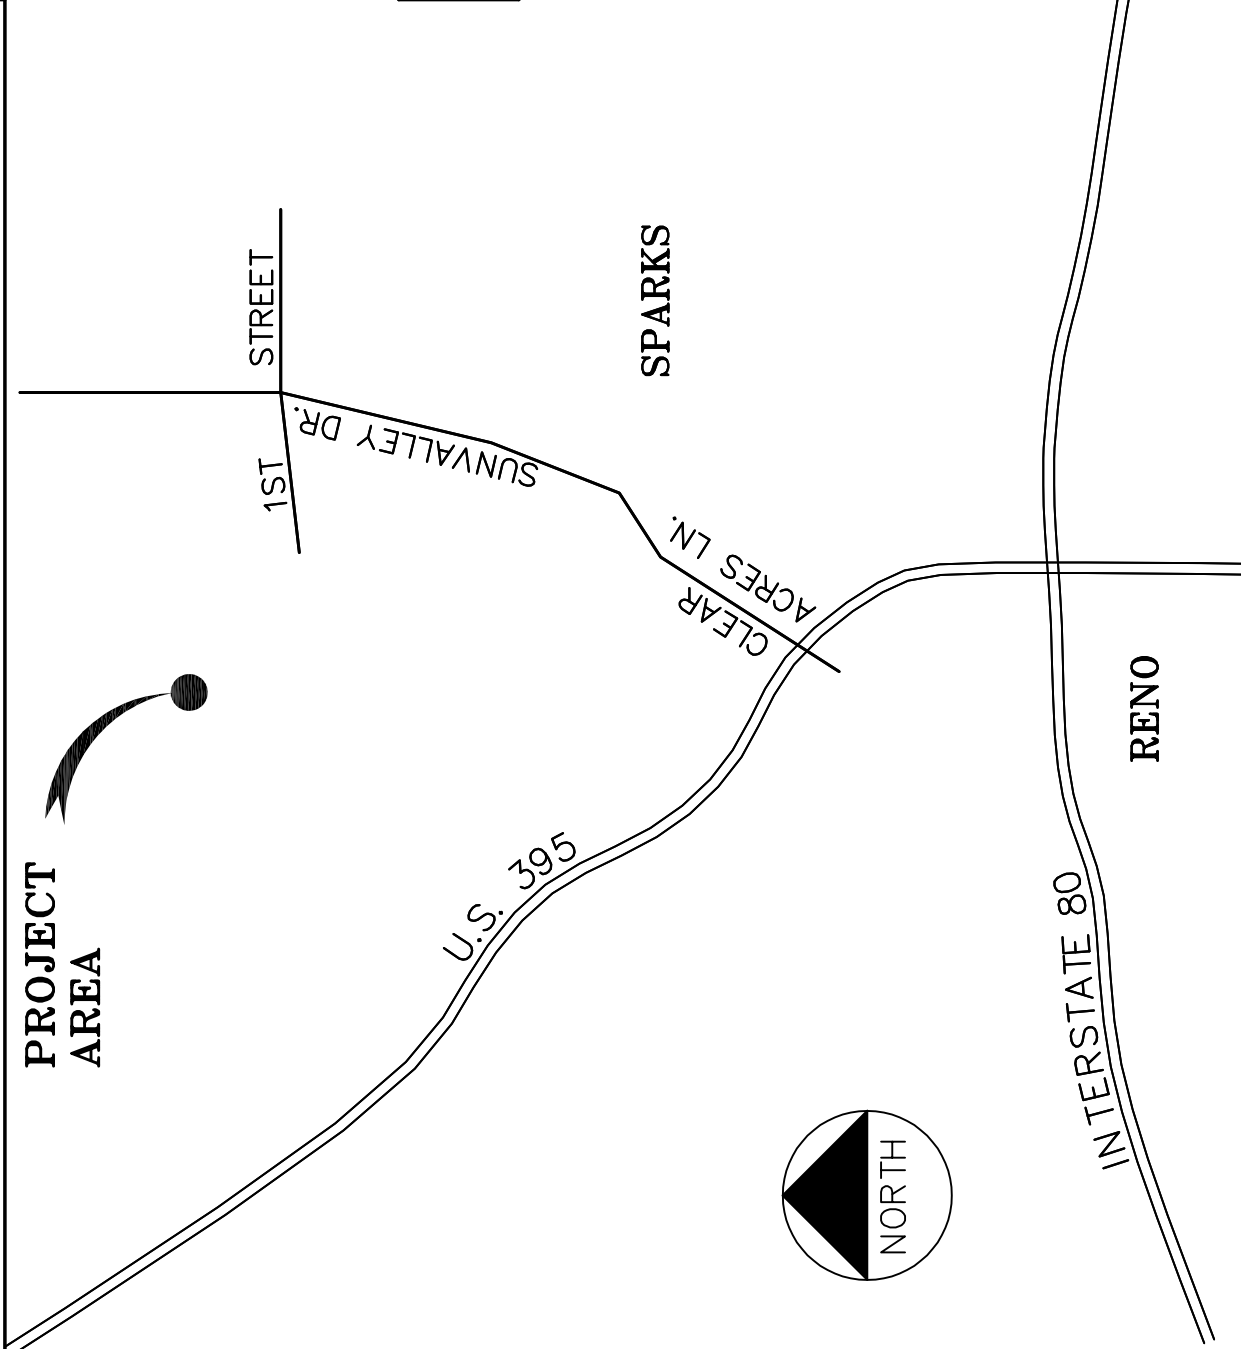 PROJECT
AREA
1ST STREET
SUNVALLEY DR.
CLEAR
ACRES LN.
SPARKS
U.S. 395
RENO
INTERSTATE 80
NORTH